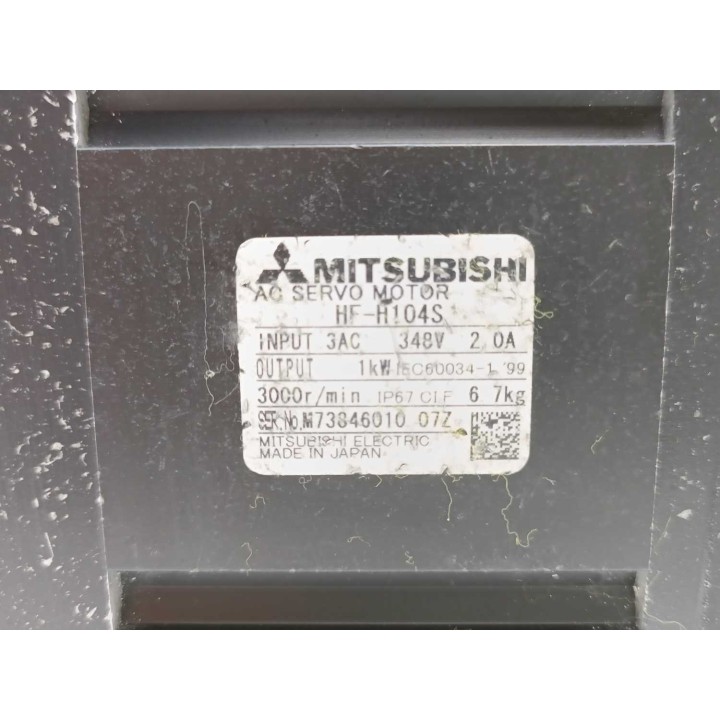 MITSUBISHI
AC SERVO MOTOR
HF-H104S
INPUT 3AC 348V 2.0A
OUTPUT 1kW IEC60034-1 '99
3000r/min IP67 Cl.F 6.7kg
SER.No.M73846010 07Z
MITSUBISHI ELECTRIC
MADE IN JAPAN